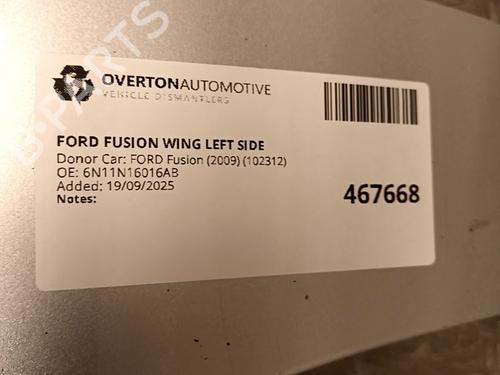 OVERTONAUTOMOTIVE
VEHICLE DISMANTLERS
FORD FUSION WING LEFT SIDE
Donor Car: FORD Fusion (2009) (102312)
OE: 6N11N16016AB
Added: 19/09/2025
Notes:
467668
B-PARTS